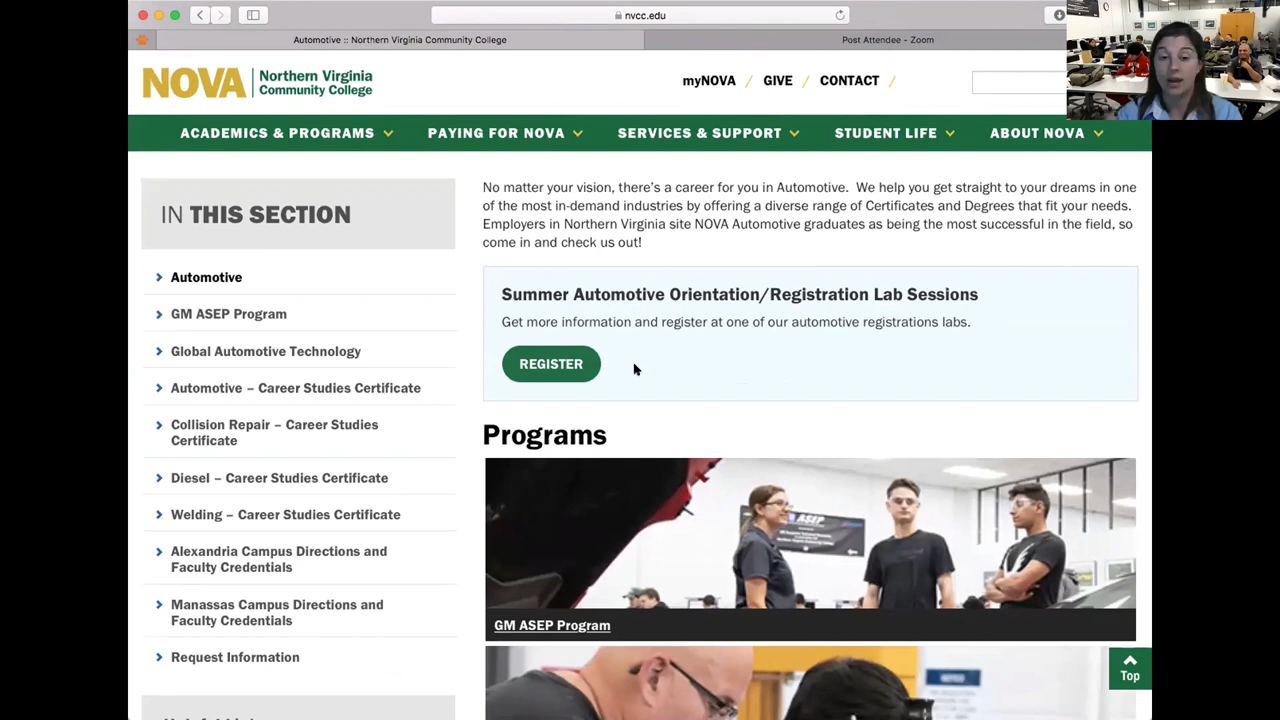 nvcc.edu
Automotive :: Northern Virginia Community College
Post Attendee - Zoom
NOVA
Northern Virginia
Community College
myNOVA / GIVE / CONTACT /
ACADEMICS & PROGRAMS
PAYING FOR NOVA
SERVICES & SUPPORT
STUDENT LIFE
ABOUT NOVA
IN THIS SECTION
Automotive
GM ASEP Program
Global Automotive Technology
Automotive – Career Studies Certificate
Collision Repair – Career Studies
Certificate
Diesel – Career Studies Certificate
Welding – Career Studies Certificate
Alexandria Campus Directions and
Faculty Credentials
Manassas Campus Directions and
Faculty Credentials
Request Information
No matter your vision, there's a career for you in Automotive. We help you get straight to your dreams in one
of the most in-demand industries by offering a diverse range of Certificates and Degrees that fit your needs.
Employers in Northern Virginia site NOVA Automotive graduates as being the most successful in the field, so
come in and check us out!
Summer Automotive Orientation/Registration Lab Sessions
Get more information and register at one of our automotive registrations labs.
REGISTER
Programs
ASEP
GM ASEP Program
Top